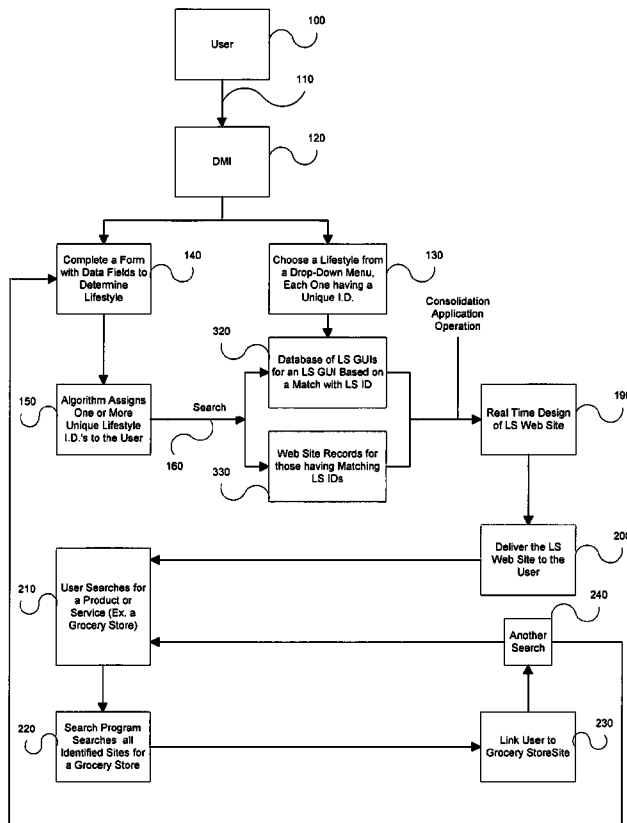 100
User
110
120
DMI
Complete a Form
with Data Fields to
Determine Lifestyle
140
Choose a Lifestyle from
a Drop-Down Menu,
Each One having a
Unique I.D.
130
Consolidation
Application
Operation
320
Database of LS GUIs
for an LS GUI Based on
a Match with LS ID
150
Algorithm Assigns
One or More
Unique Lifestyle
I.D.'s to the User
Search
160
190
Real Time Design
of LS Web Site
Web Site Records for
those having Matching
LS IDs
330
200
Deliver the LS
Web Site to the
User
210
User Searches for
a Product or
Service (Ex. a
Grocery Store)
240
Another
Search
220
Search Program
Searches all
Identified Sites for
a Grocery Store
Link User to
Grocery StoreSite
230